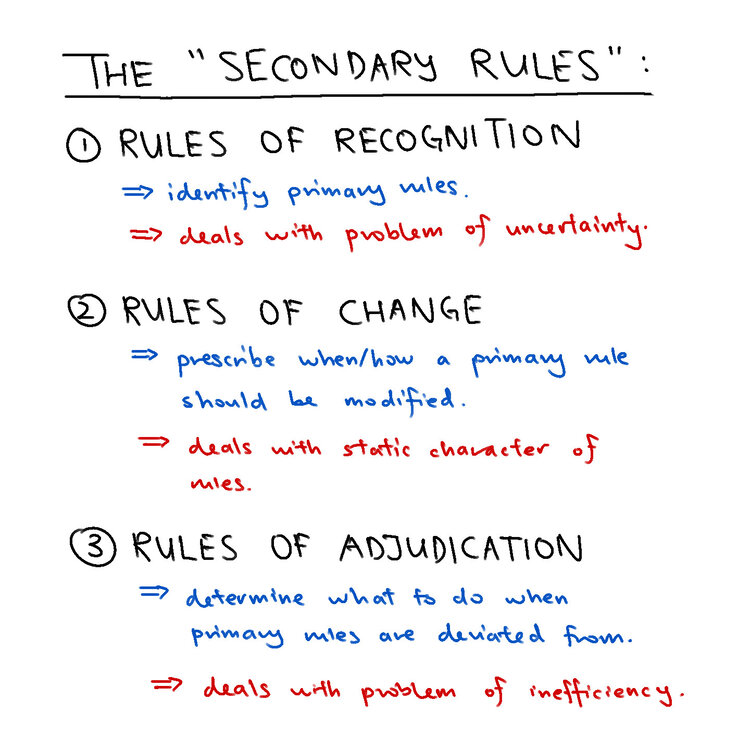 THE "SECONDARY RULES":
① RULES OF RECOGNITION
⇒ identify primary rules.
⇒ deals with problem of uncertainty.
② RULES OF CHANGE
⇒ prescribe when/how a primary rule
should be modified.
⇒ deals with static character of
rules.
③ RULES OF ADJUDICATION
⇒ determine what to do when
primary rules are deviated from.
⇒ deals with problem of inefficiency.